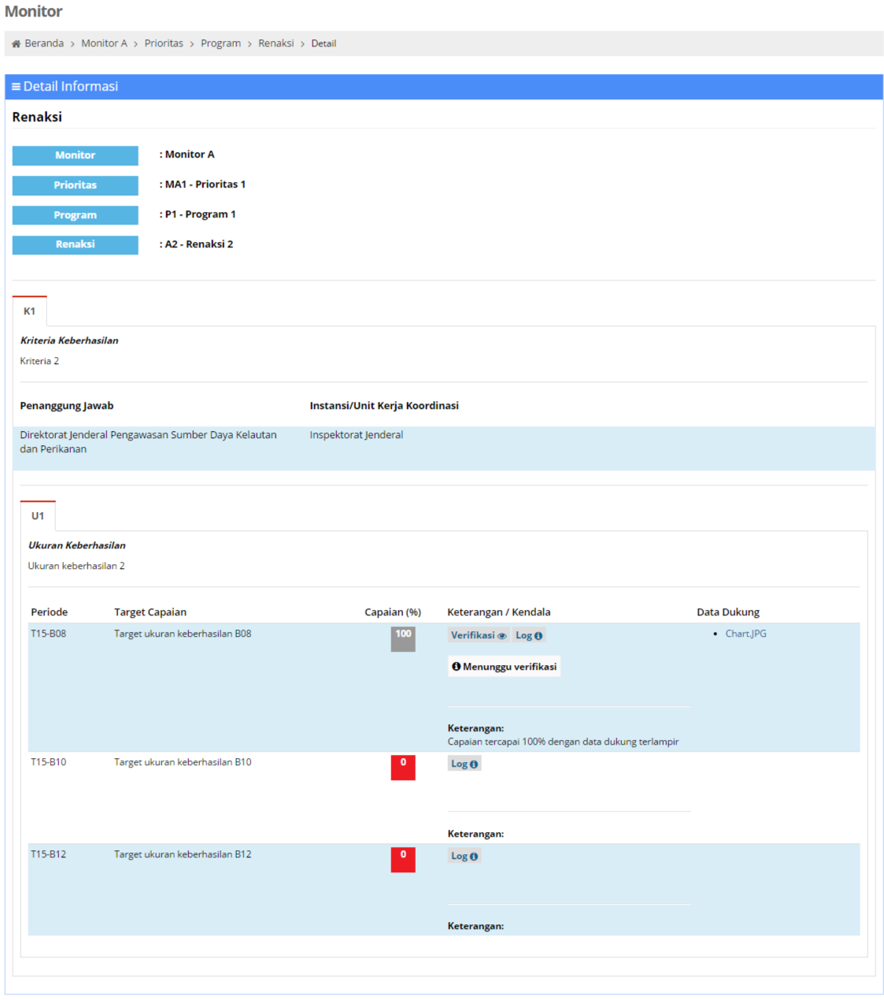 Monitor
Beranda > Monitor A > Prioritas > Program > Renaksi > Detail
Detail Informasi
Renaksi
Monitor : Monitor A
Prioritas : MA1 - Prioritas 1
Program : P1 - Program 1
Renaksi : A2 - Renaksi 2
K1
Kriteria Keberhasilan
Kriteria 2
Penanggung Jawab Instansi/Unit Kerja Koordinasi
Direktorat Jenderal Pengawasan Sumber Daya Kelautan Inspektorat Jenderal
dan Perikanan
U1
Ukuran Keberhasilan
Ukuran keberhasilan 2
Periode Target Capaian Capaian (%) Keterangan / Kendala Data Dukung
T15-B08 Target ukuran keberhasilan B08 100 Verifikasi Log • Chart.JPG
Menunggu verifikasi
Keterangan:
Capaian tercapai 100% dengan data dukung terlampir
T15-B10 Target ukuran keberhasilan B10 0 Log
Keterangan:
T15-B12 Target ukuran keberhasilan B12 0 Log
Keterangan: